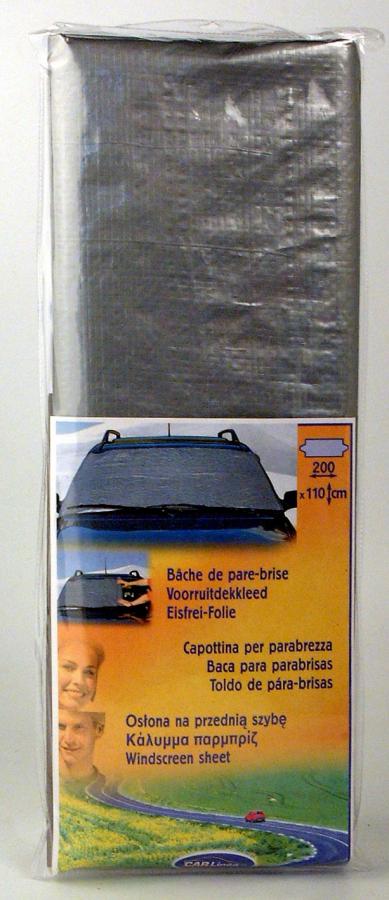 200
x 110 cm
Bâche de pare-brise
Voorruitdekkleed
Eisfrei-Folie
Capottina per parabrezza
Baca para parabrisas
Toldo de pára-brisas
Osłona na przednią szybę
Κάλυμμα παρμπρίζ
Windscreen sheet
CARLinea